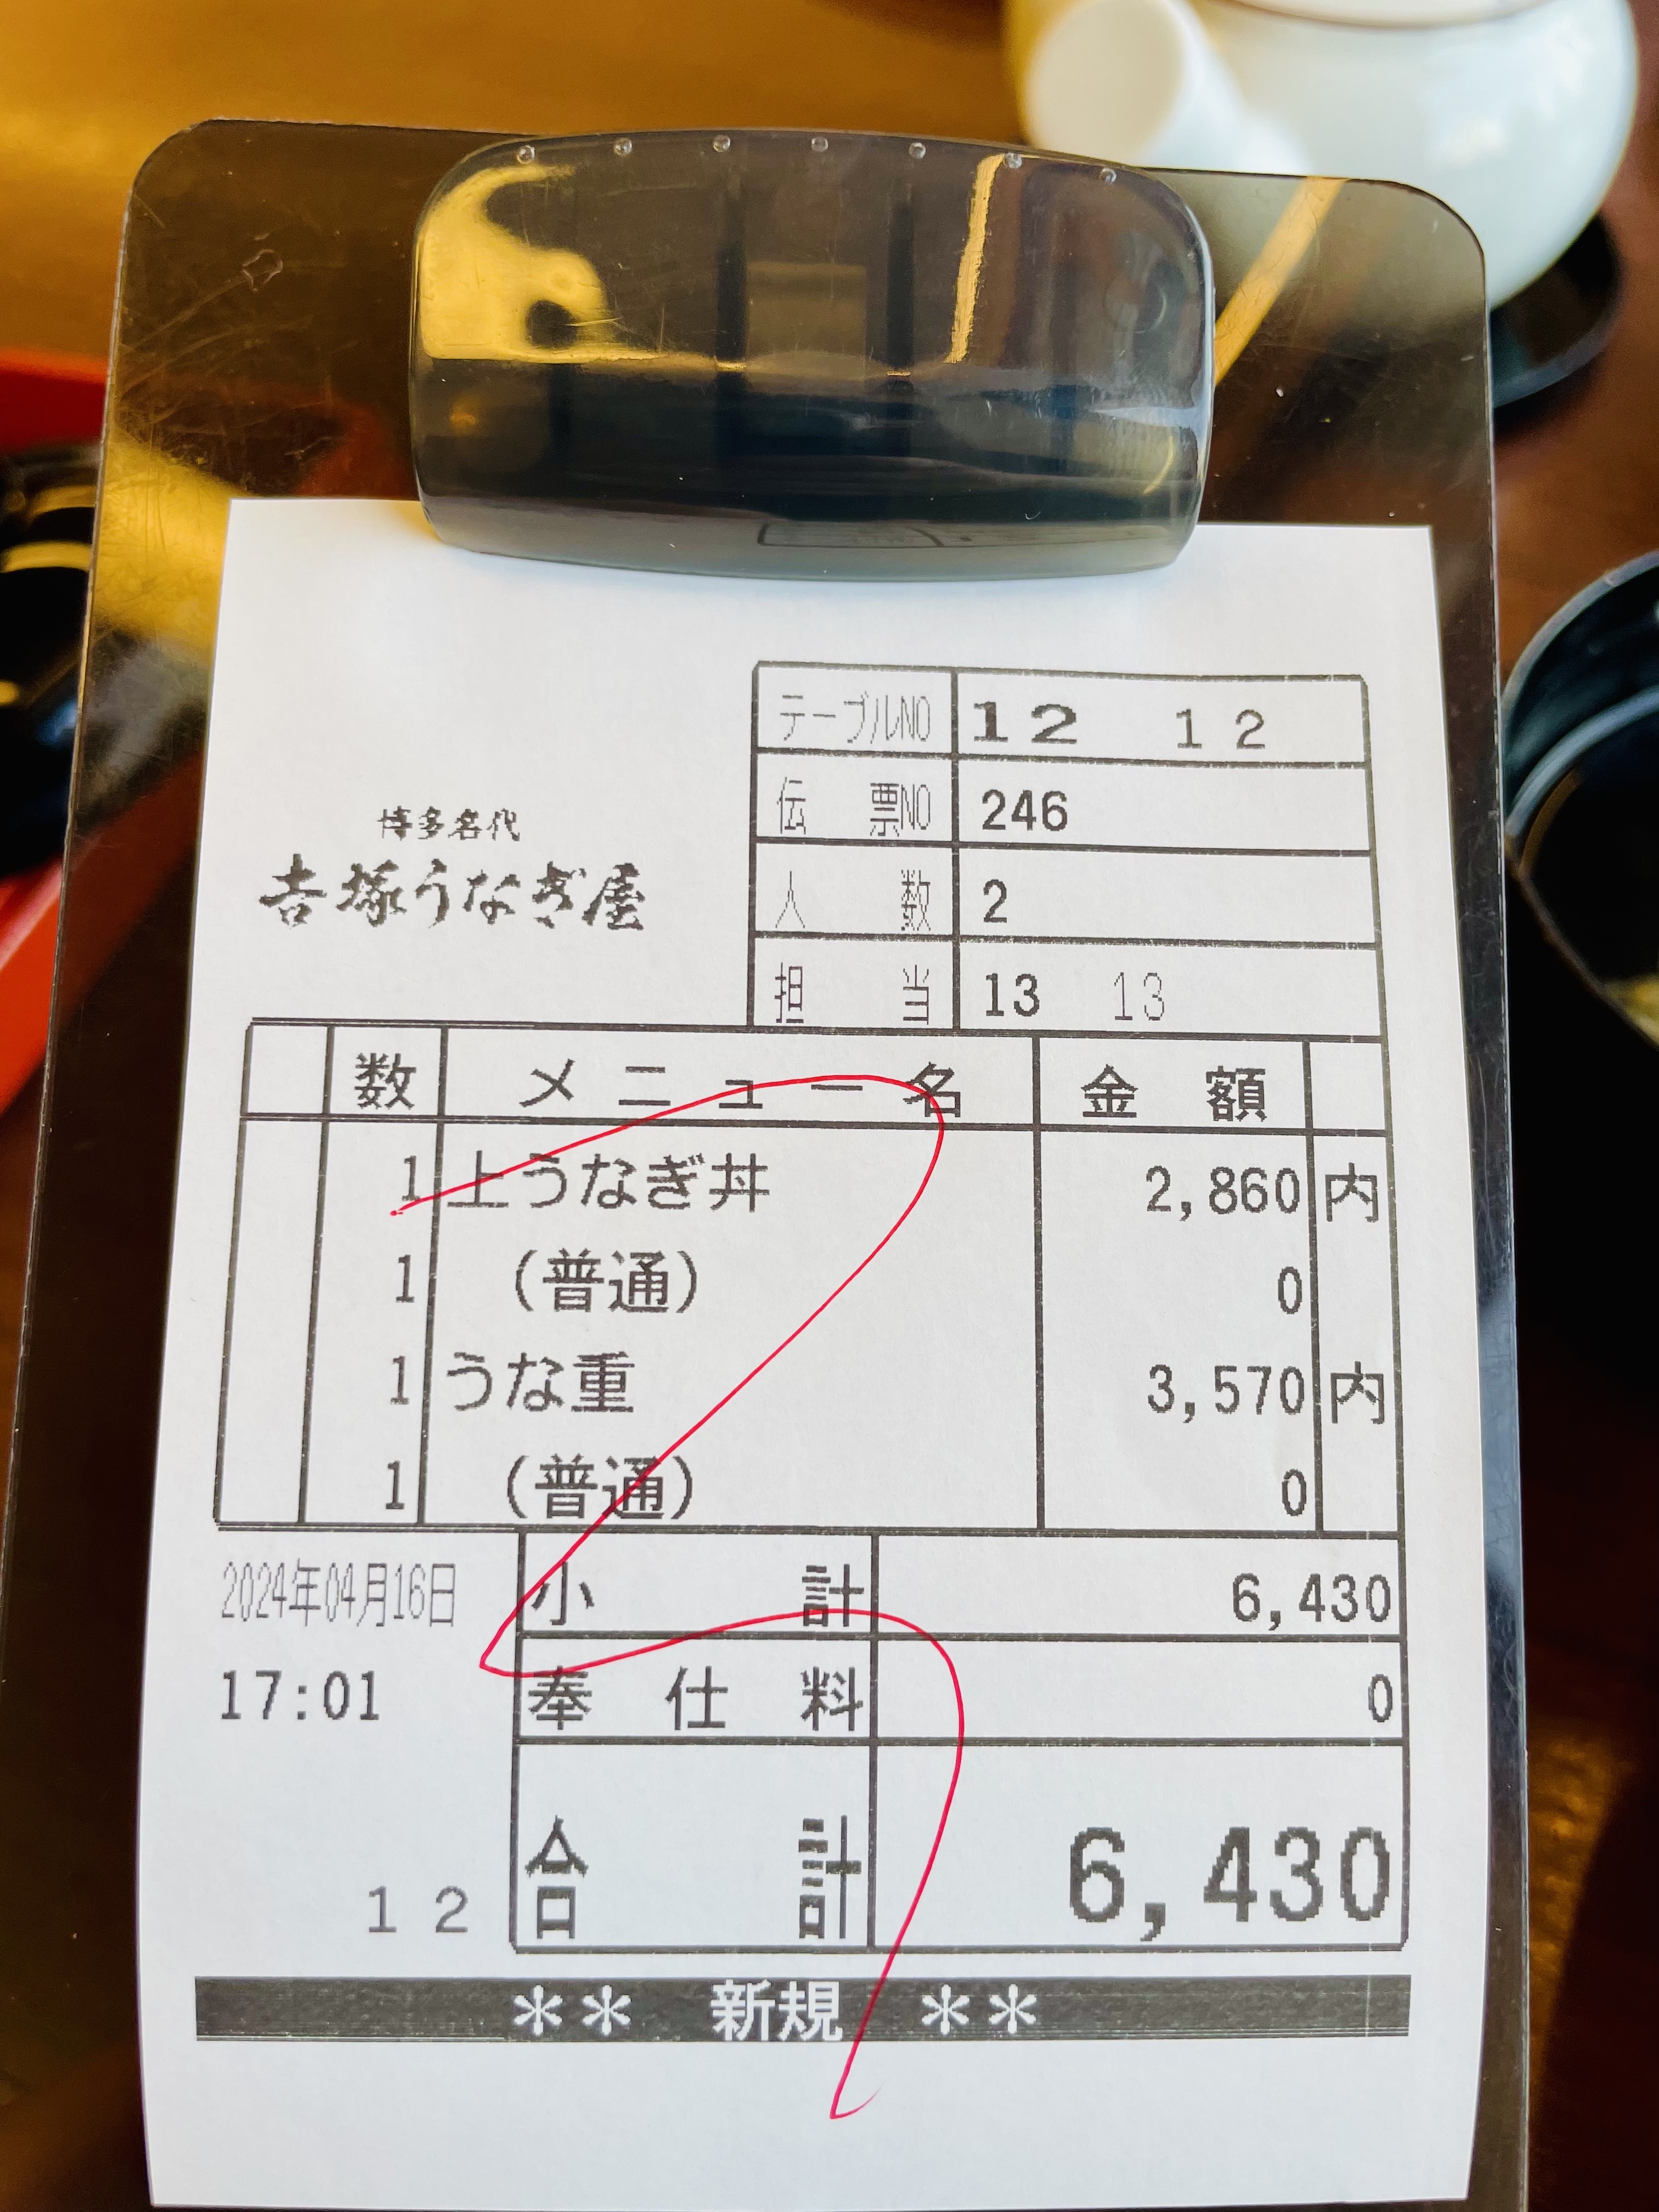 テーブルNO 12 12
伝票NO 246
人数 2
担当 13 13
博多名代
吉塚うなぎ屋
数 メニュー名 金額
1 上うなぎ丼 2,860 内
1 (普通) 0
1 うな重 3,570 内
1 (普通) 0
2024年04月16日
17:01
小計 6,430
奉仕料 0
合計 6,430
12
** 新規 **